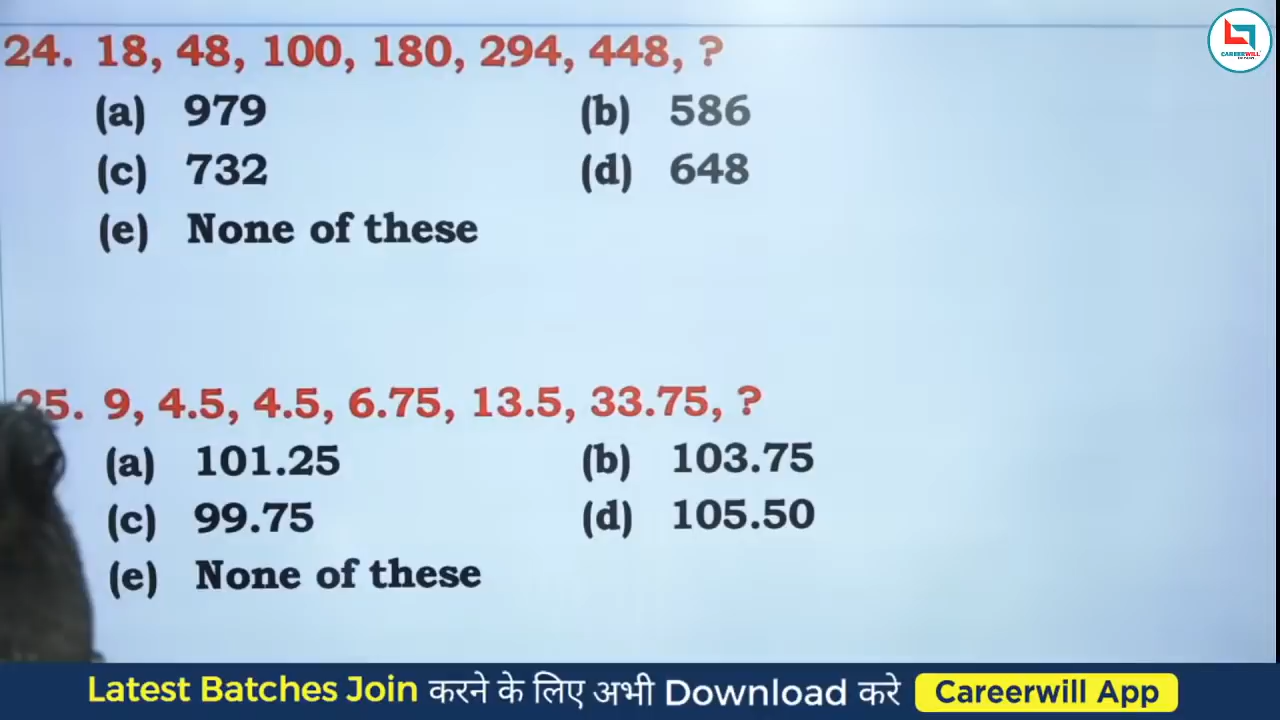 24. 18, 48, 100, 180, 294, 448, ?
(a) 979 (b) 586
(c) 732 (d) 648
(e) None of these
25. 9, 4.5, 4.5, 6.75, 13.5, 33.75, ?
(a) 101.25 (b) 103.75
(c) 99.75 (d) 105.50
(e) None of these
CAREERWILL
Latest Batches Join करने के लिए अभी Download करे Careerwill App